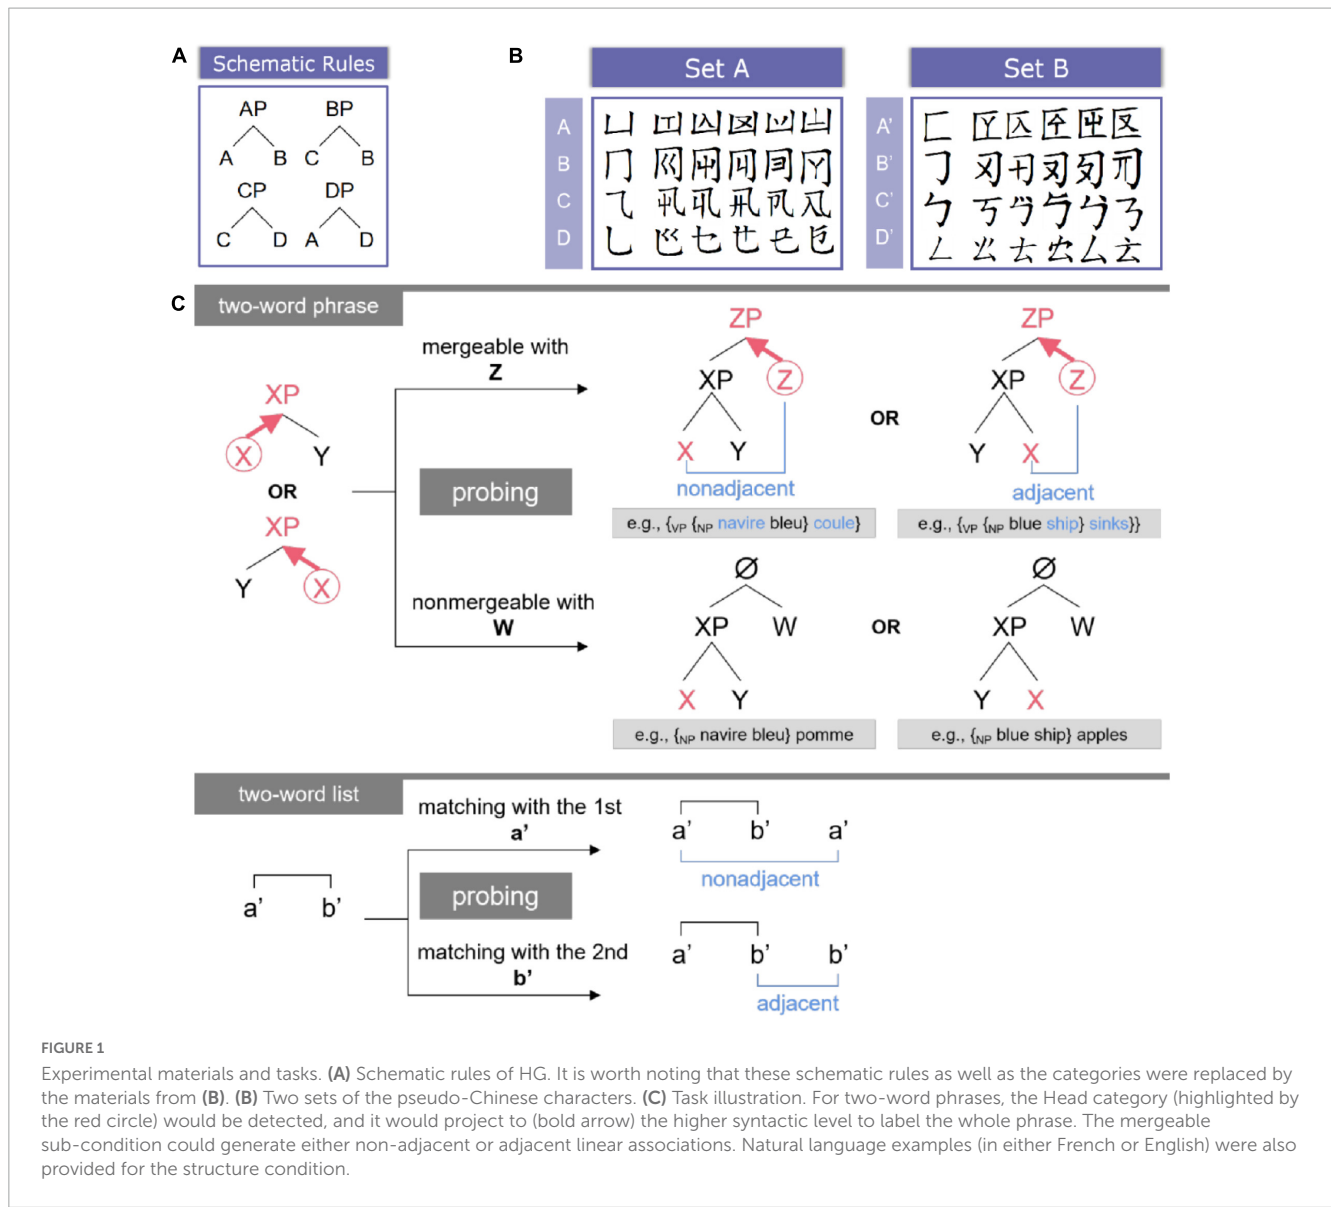 A
Schematic Rules
AP BP
A B C B
CP DP
C D A D
B
Set A
A
B
C
D
Set B
A'
B'
C'
D'
C
two-word phrase
XP
X Y
OR
XP
Y X
mergeable with
Z
probing
nonmergeable with
W
ZP
XP Z
X Y
nonadjacent
e.g., {VP {NP navire bleu} coule}
OR
ZP
XP Z
Y X
adjacent
e.g., {VP {NP blue ship} sinks}}
∅
XP W
X Y
e.g., {NP navire bleu} pomme
OR
∅
XP W
Y X
e.g., {NP blue ship} apples
two-word list
a' b'
matching with the 1st
a'
probing
matching with the 2nd
b'
a' b' a'
nonadjacent
a' b' b'
adjacent
FIGURE 1
Experimental materials and tasks. (A) Schematic rules of HG. It is worth noting that these schematic rules as well as the categories were replaced by
the materials from (B). (B) Two sets of the pseudo-Chinese characters. (C) Task illustration. For two-word phrases, the Head category (highlighted by
the red circle) would be detected, and it would project to (bold arrow) the higher syntactic level to label the whole phrase. The mergeable
sub-condition could generate either non-adjacent or adjacent linear associations. Natural language examples (in either French or English) were also
provided for the structure condition.